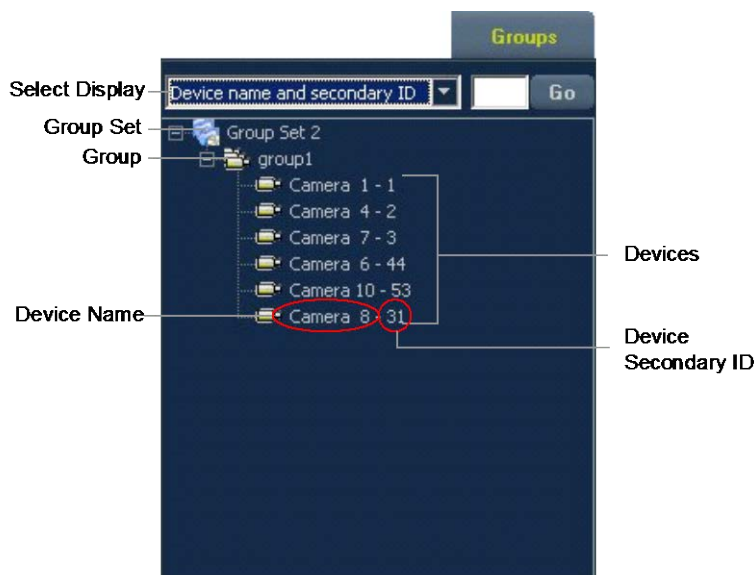 Groups
Select Display
Device name and secondary ID
Go
Group Set
Group Set 2
Group
group1
Camera 1 - 1
Camera 4 - 2
Camera 7 - 3
Camera 6 - 44
Camera 10 - 53
Camera 8 - 31
Devices
Device Name
Device
Secondary ID